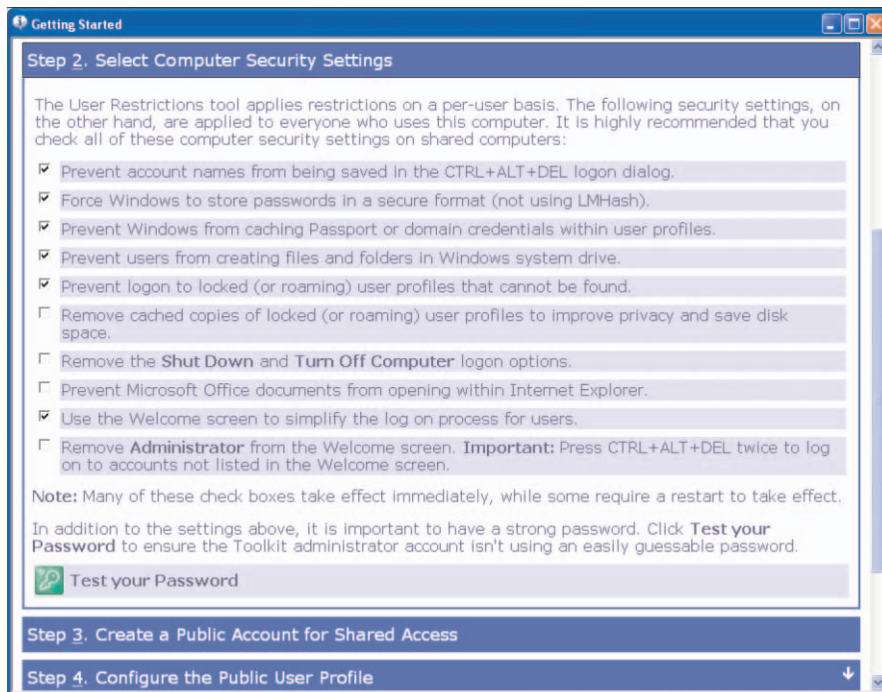 Getting Started
Step 2. Select Computer Security Settings
The User Restrictions tool applies restrictions on a per-user basis. The following security settings, on
the other hand, are applied to everyone who uses this computer. It is highly recommended that you
check all of these computer security settings on shared computers:
Prevent account names from being saved in the CTRL+ALT+DEL logon dialog.
Force Windows to store passwords in a secure format (not using LMHash).
Prevent Windows from caching Passport or domain credentials within user profiles.
Prevent users from creating files and folders in Windows system drive.
Prevent logon to locked (or roaming) user profiles that cannot be found.
Remove cached copies of locked (or roaming) user profiles to improve privacy and save disk
space.
Remove the Shut Down and Turn Off Computer logon options.
Prevent Microsoft Office documents from opening within Internet Explorer.
Use the Welcome screen to simplify the log on process for users.
Remove Administrator from the Welcome screen. Important: Press CTRL+ALT+DEL twice to log
on to accounts not listed in the Welcome screen.
Note: Many of these check boxes take effect immediately, while some require a restart to take effect.
In addition to the settings above, it is important to have a strong password. Click Test your
Password to ensure the Toolkit administrator account isn't using an easily guessable password.
Test your Password
Step 3. Create a Public Account for Shared Access
Step 4. Configure the Public User Profile